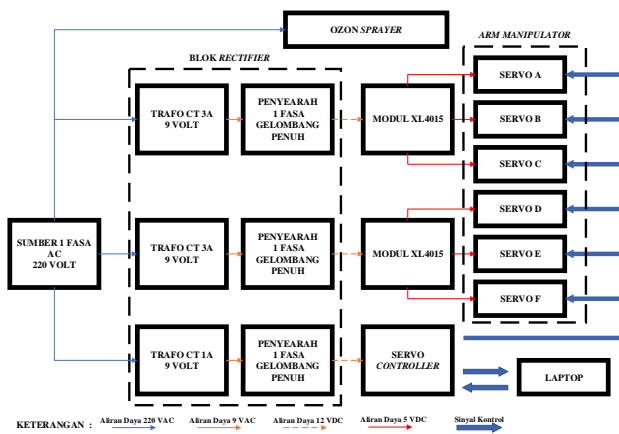 OZON SPRAYER
ARM MANIPULATOR
BLOK RECTIFIER
TRAFO CT 3A
9 VOLT
PENYEARAH
1 FASA
GELOMBANG
PENUH
MODUL XL4015
SERVO A
SERVO B
SERVO C
SUMBER 1 FASA
AC
220 VOLT
TRAFO CT 3A
9 VOLT
PENYEARAH
1 FASA
GELOMBANG
PENUH
MODUL XL4015
SERVO D
SERVO E
SERVO F
TRAFO CT 1A
9 VOLT
PENYEARAH
1 FASA
GELOMBANG
PENUH
SERVO
CONTROLLER
LAPTOP
KETERANGAN :
Aliran Daya 220 VAC
Aliran Daya 9 VAC
Aliran Daya 12 VDC
Aliran Daya 5 VDC
Sinyal Kontrol